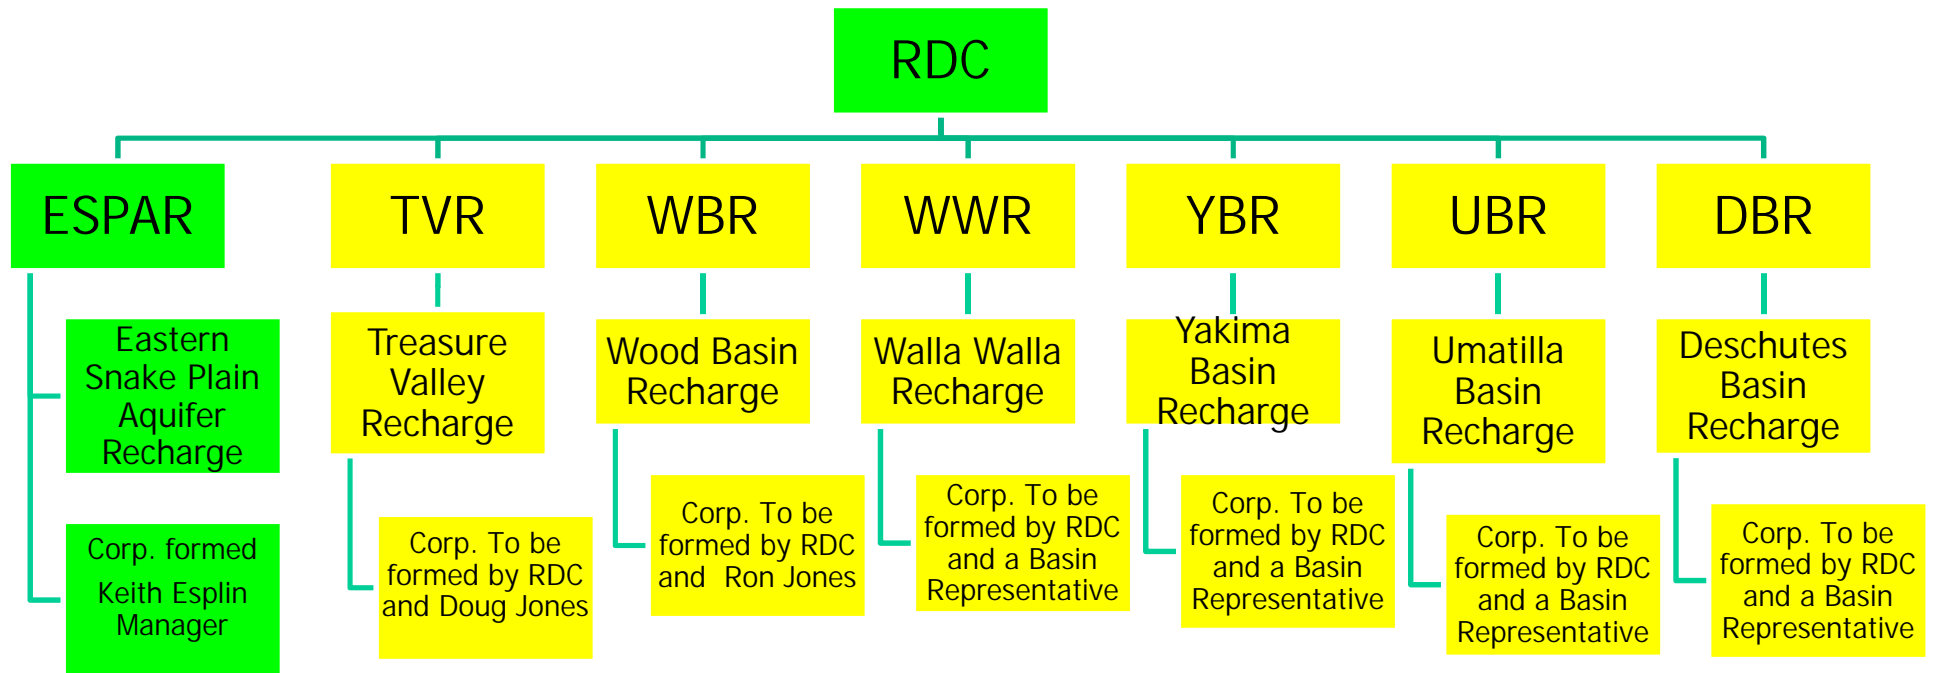 RDC
ESPAR
TVR
WBR
WWR
YBR
UBR
DBR
Eastern
Snake Plain
Aquifer
Recharge
Corp. formed
Keith Esplin
Manager
Treasure
Valley
Recharge
Corp. To be
formed by RDC
and Doug Jones
Wood Basin
Recharge
Corp. To be
formed by RDC
and  Ron Jones
Walla Walla
Recharge
Corp. To be
formed by RDC
and a Basin
Representative
Yakima
Basin
Recharge
Corp. To be
formed by RDC
and a Basin
Representative
Umatilla
Basin
Recharge
Corp. To be
formed by RDC
and a Basin
Representative
Deschutes
Basin
Recharge
Corp. To be
formed by RDC
and a Basin
Representative